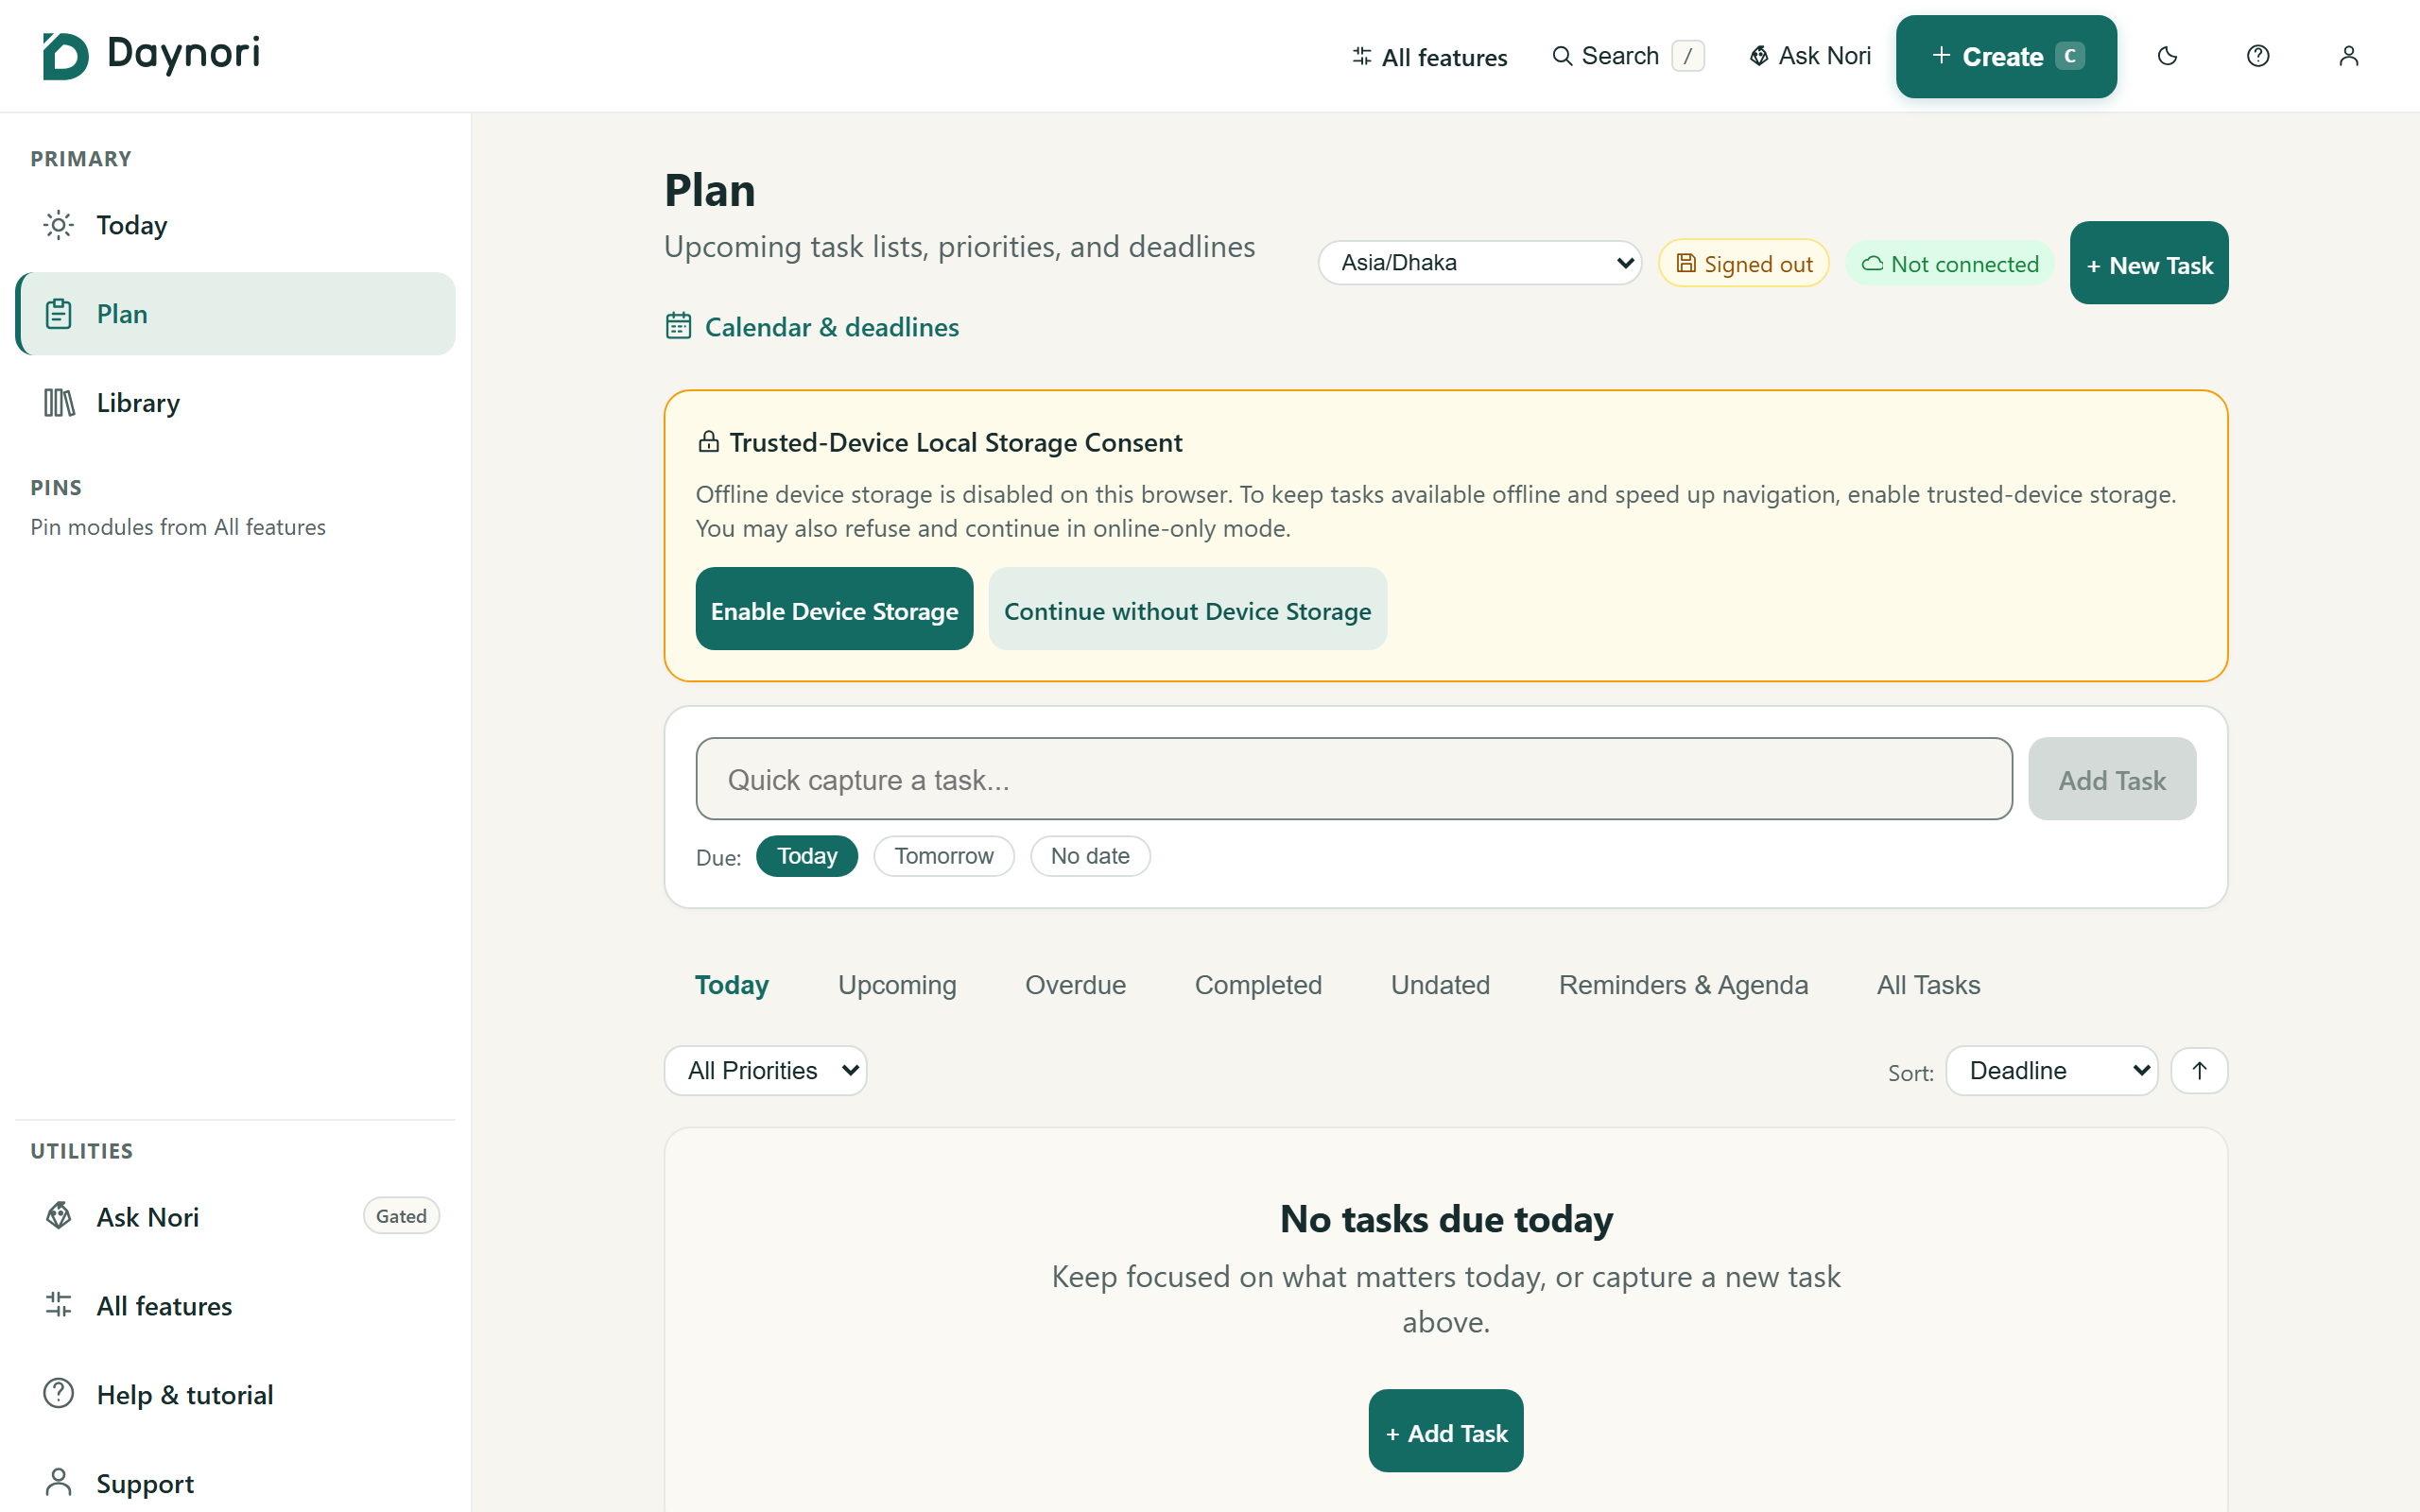 Daynori
All features
Search /
Ask Nori
+ Create C
PRIMARY
Today
Plan
Library
PINS
Pin modules from All features
UTILITIES
Ask Nori
Gated
All features
Help & tutorial
Support
Plan
Upcoming task lists, priorities, and deadlines
Calendar & deadlines
Asia/Dhaka
Signed out
Not connected
+ New Task
Trusted-Device Local Storage Consent
Offline device storage is disabled on this browser. To keep tasks available offline and speed up navigation, enable trusted-device storage.
You may also refuse and continue in online-only mode.
Enable Device Storage
Continue without Device Storage
Quick capture a task...
Add Task
Due:
Today
Tomorrow
No date
Today
Upcoming
Overdue
Completed
Undated
Reminders & Agenda
All Tasks
All Priorities
Sort:
Deadline
↑
No tasks due today
Keep focused on what matters today, or capture a new task
above.
+ Add Task